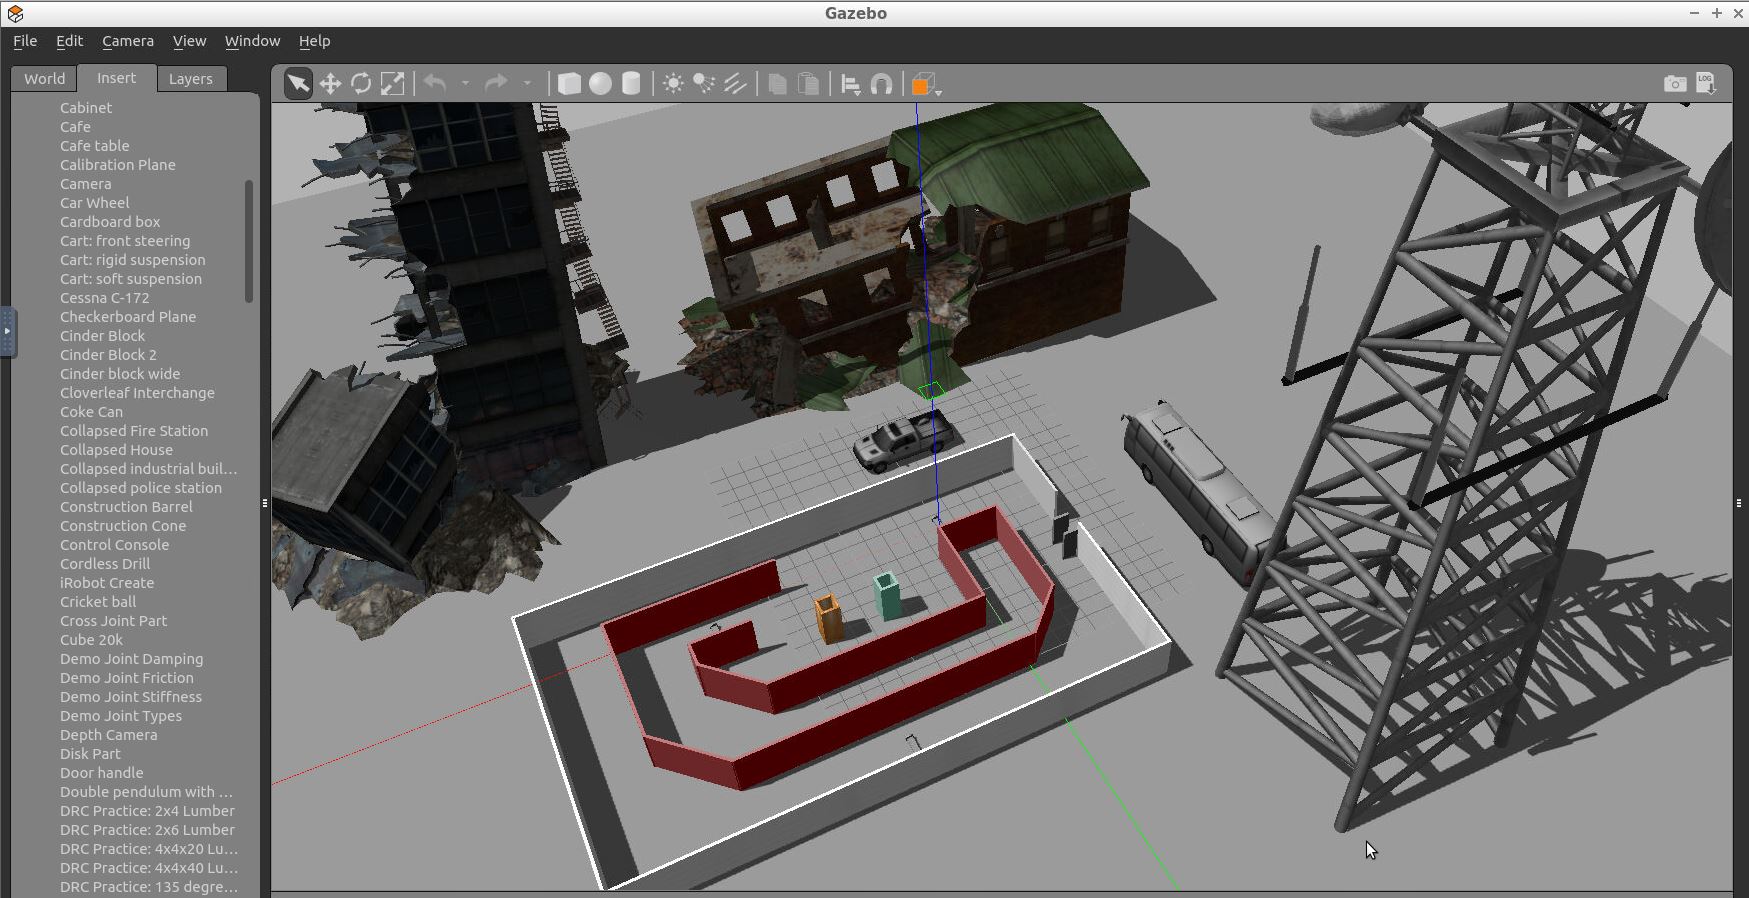 Gazebo
File Edit Camera View Window Help
World Insert Layers
LOG
Cabinet
Cafe
Cafe table
Calibration Plane
Camera
Car Wheel
Cardboard box
Cart: front steering
Cart: rigid suspension
Cart: soft suspension
Cessna C-172
Checkerboard Plane
Cinder Block
Cinder Block 2
Cinder block wide
Cloverleaf Interchange
Coke Can
Collapsed Fire Station
Collapsed House
Collapsed industrial buil...
Collapsed police station
Construction Barrel
Construction Cone
Control Console
Cordless Drill
iRobot Create
Cricket ball
Cross Joint Part
Cube 20k
Demo Joint Damping
Demo Joint Friction
Demo Joint Stiffness
Demo Joint Types
Depth Camera
Disk Part
Door handle
Double pendulum with ...
DRC Practice: 2x4 Lumber
DRC Practice: 2x6 Lumber
DRC Practice: 4x4x20 Lu...
DRC Practice: 4x4x40 Lu...
DRC Practice: 135 degre...